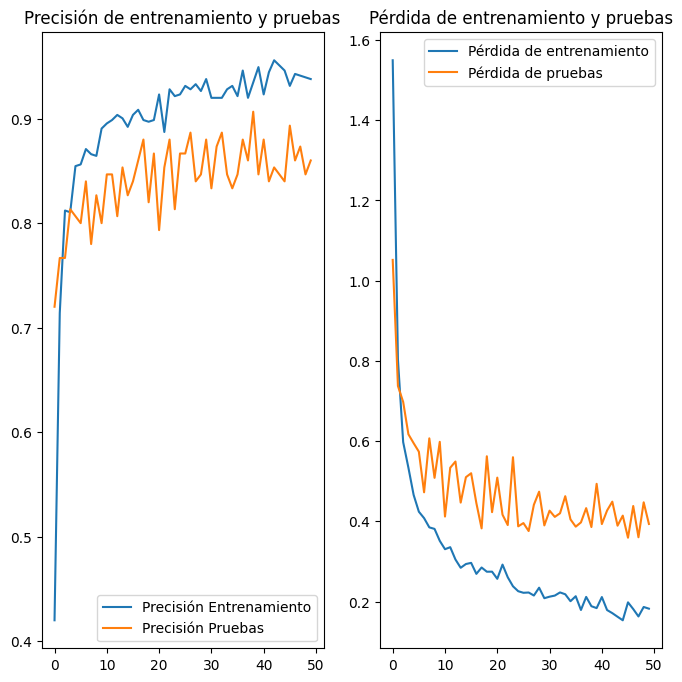 Precisión de entrenamiento y pruebas
0.9
0.8
0.7
0.6
0.5
0.4
0 10 20 30 40 50
Precisión Entrenamiento
Precisión Pruebas
Pérdida de entrenamiento y pruebas
1.6
1.4
1.2
1.0
0.8
0.6
0.4
0.2
0 10 20 30 40 50
Pérdida de entrenamiento
Pérdida de pruebas